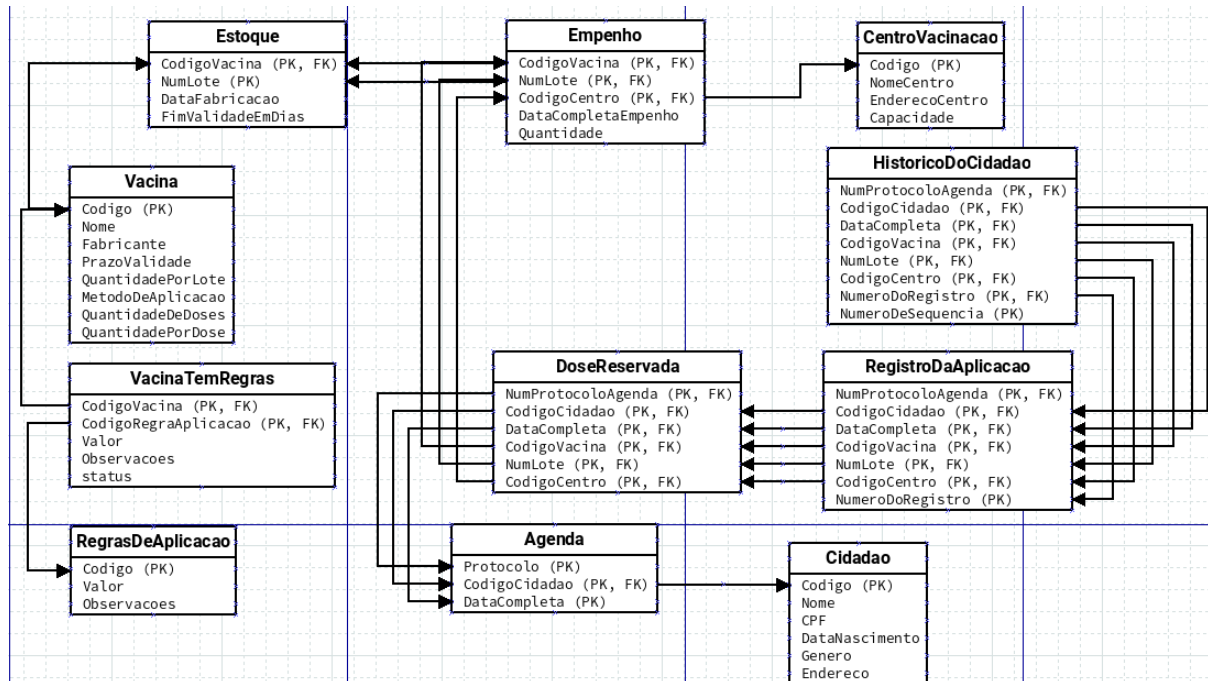 Estoque
CodigoVacina (PK, FK)
NumLote (PK)
DataFabricacao
FimValidadeEmDias
Empenho
CodigoVacina (PK, FK)
NumLote (PK, FK)
CodigoCentro (PK, FK)
DataCompletaEmpenho
Quantidade
CentroVacinacao
Codigo (PK)
NomeCentro
EnderecoCentro
Capacidade
Vacina
Codigo (PK)
Nome
Fabricante
PrazoValidade
QuantidadePorLote
MetodoDeAplicacao
QuantidadeDeDoses
QuantidadePorDose
HistoricoDoCidadao
NumProtocoloAgenda (PK, FK)
CodigoCidadao (PK, FK)
DataCompleta (PK, FK)
CodigoVacina (PK, FK)
NumLote (PK, FK)
CodigoCentro (PK, FK)
NumeroDoRegistro (PK, FK)
NumeroDeSequencia (PK)
VacinaTemRegras
CodigoVacina (PK, FK)
CodigoRegraAplicacao (PK, FK)
Valor
Observacoes
status
DoseReservada
NumProtocoloAgenda (PK, FK)
CodigoCidadao (PK, FK)
DataCompleta (PK, FK)
CodigoVacina (PK, FK)
NumLote (PK, FK)
CodigoCentro (PK, FK)
RegistroDaAplicacao
NumProtocoloAgenda (PK, FK)
CodigoCidadao (PK, FK)
DataCompleta (PK, FK)
CodigoVacina (PK, FK)
NumLote (PK, FK)
CodigoCentro (PK, FK)
NumeroDoRegistro (PK)
RegrasDeAplicacao
Codigo (PK)
Valor
Observacoes
Agenda
Protocolo (PK)
CodigoCidadao (PK, FK)
DataCompleta (PK)
Cidadao
Codigo (PK)
Nome
CPF
DataNascimento
Genero
Endereco